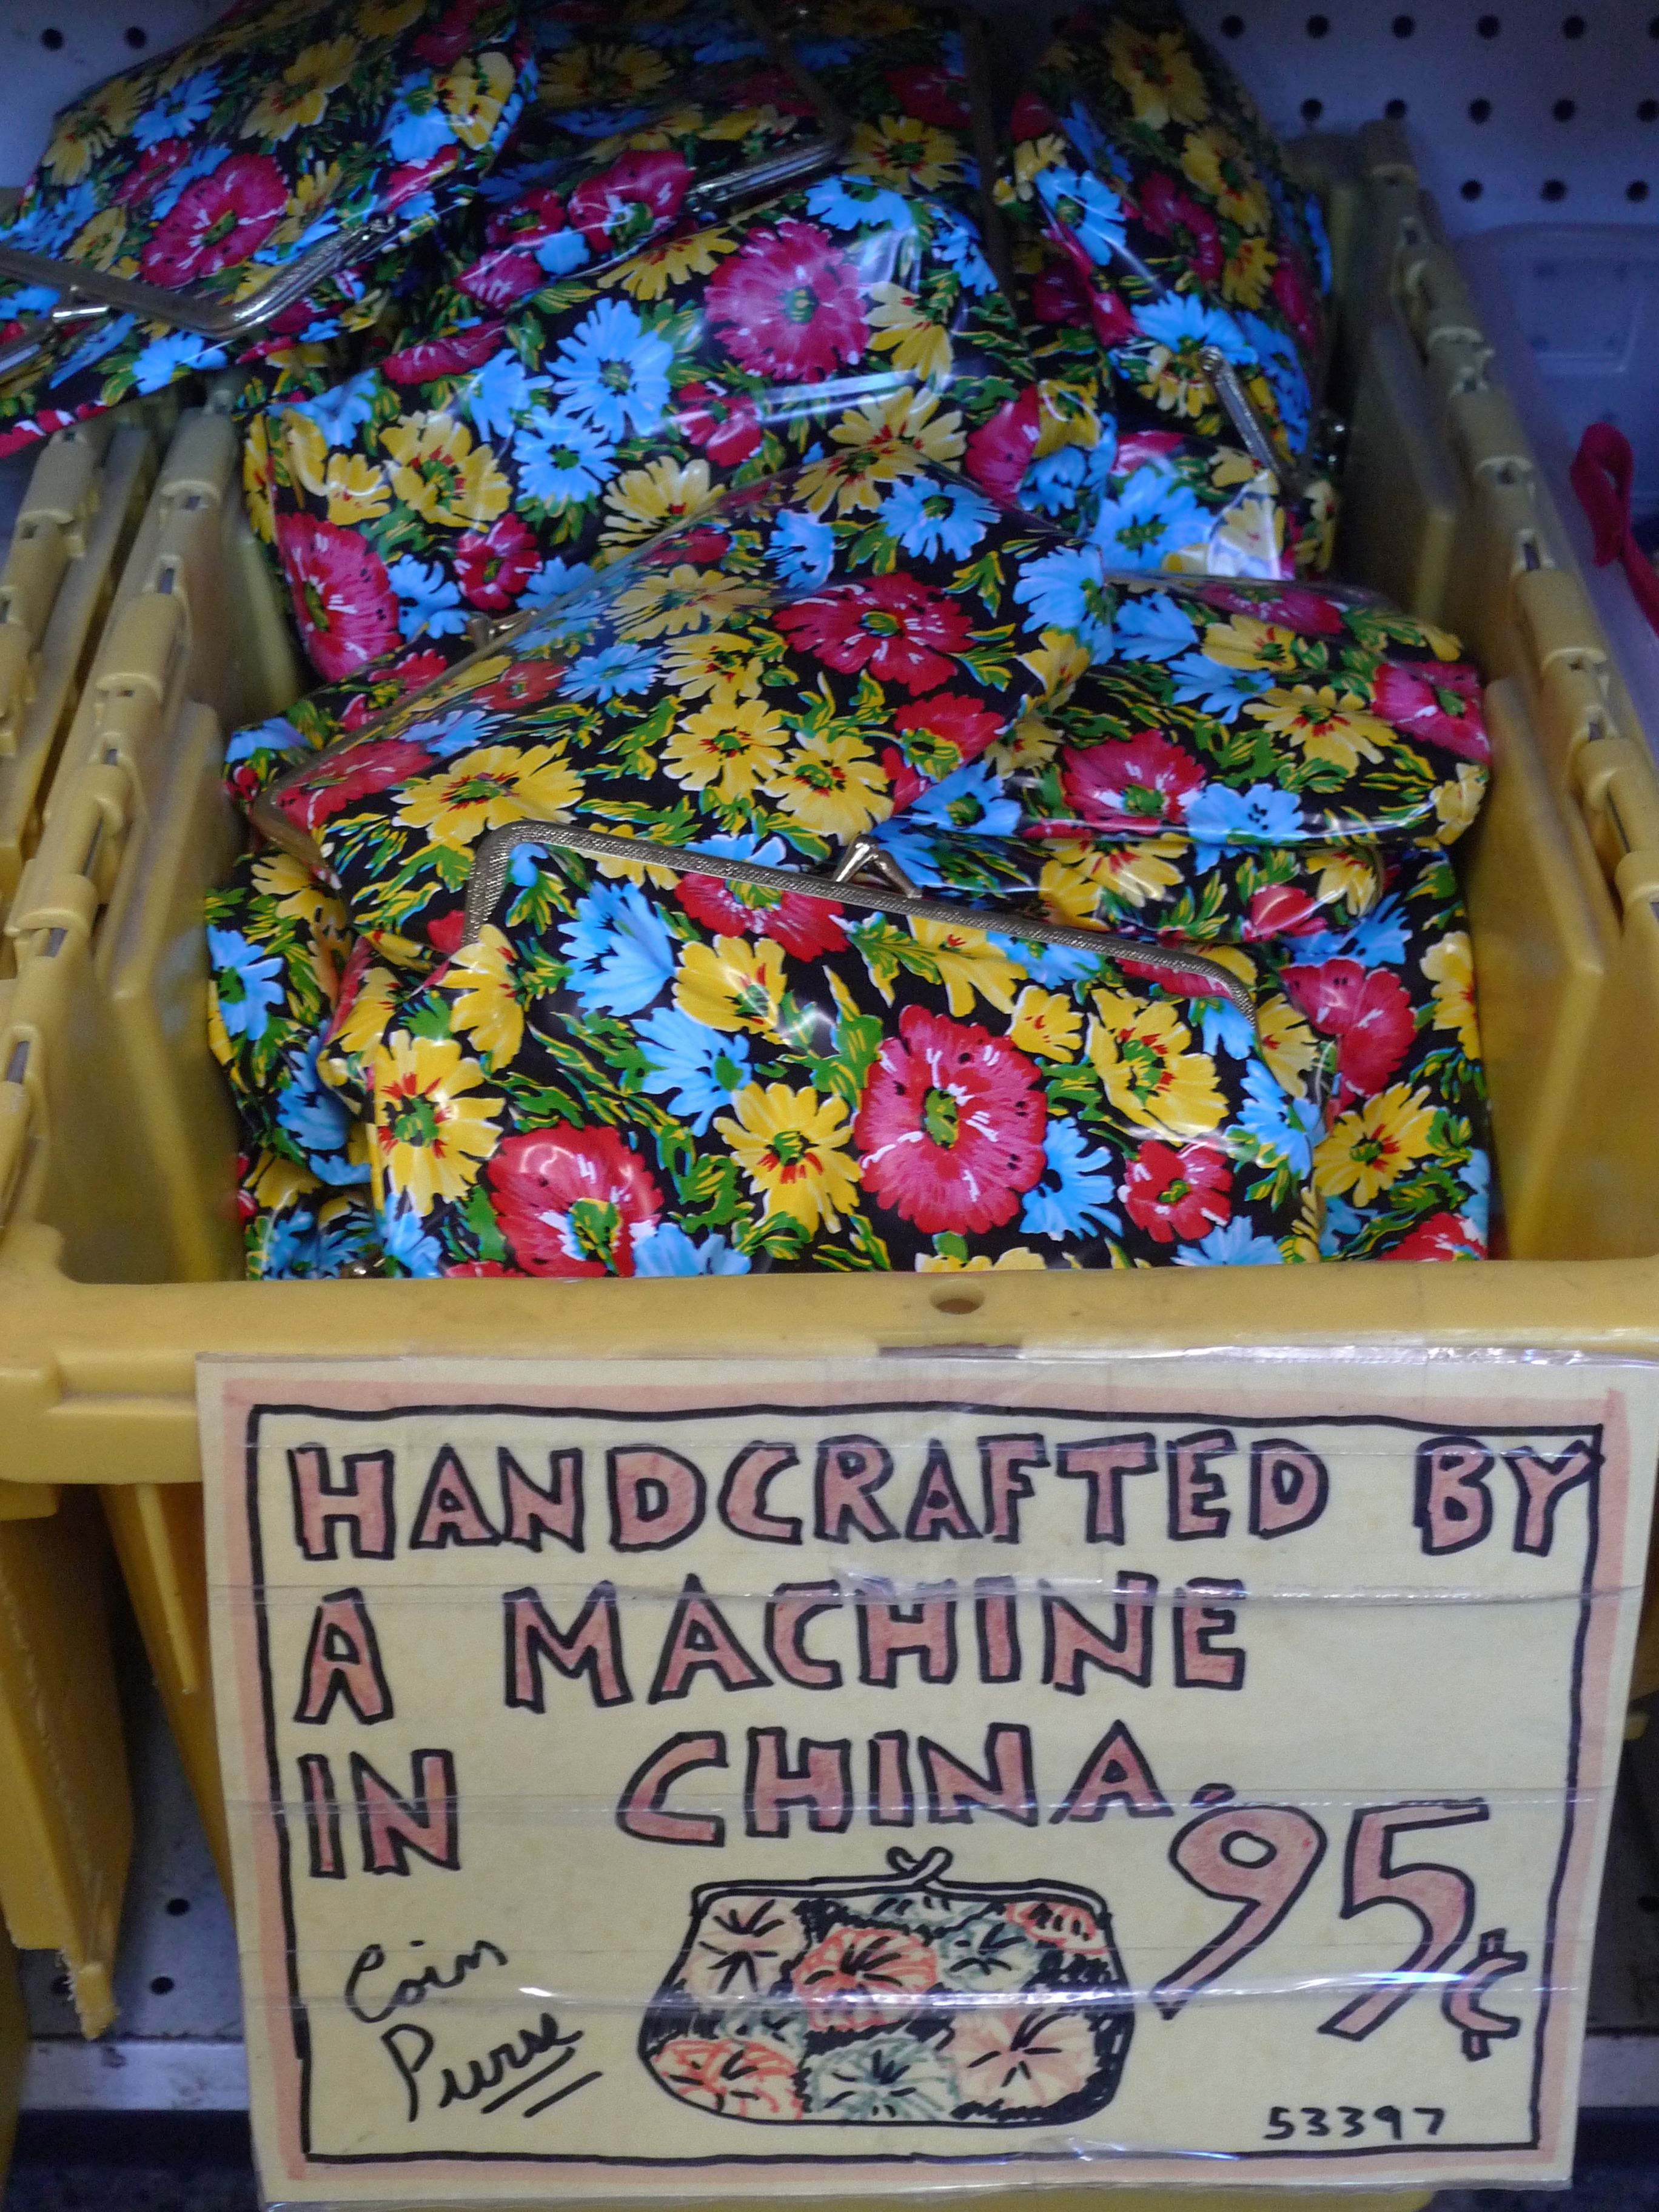 HANDCRAFTED BY
A MACHINE
IN CHINA.
95¢
Coin
Purse
53397